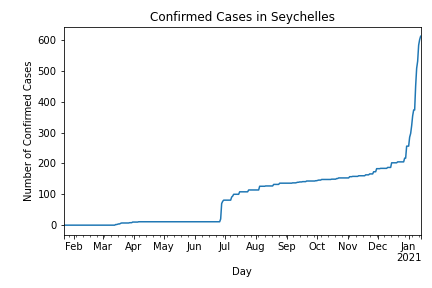 Confirmed Cases in Seychelles
Number of Confirmed Cases
600
500
400
300
200
100
0
Feb Mar Apr May Jun Jul Aug Sep Oct Nov Dec Jan
2021
Day